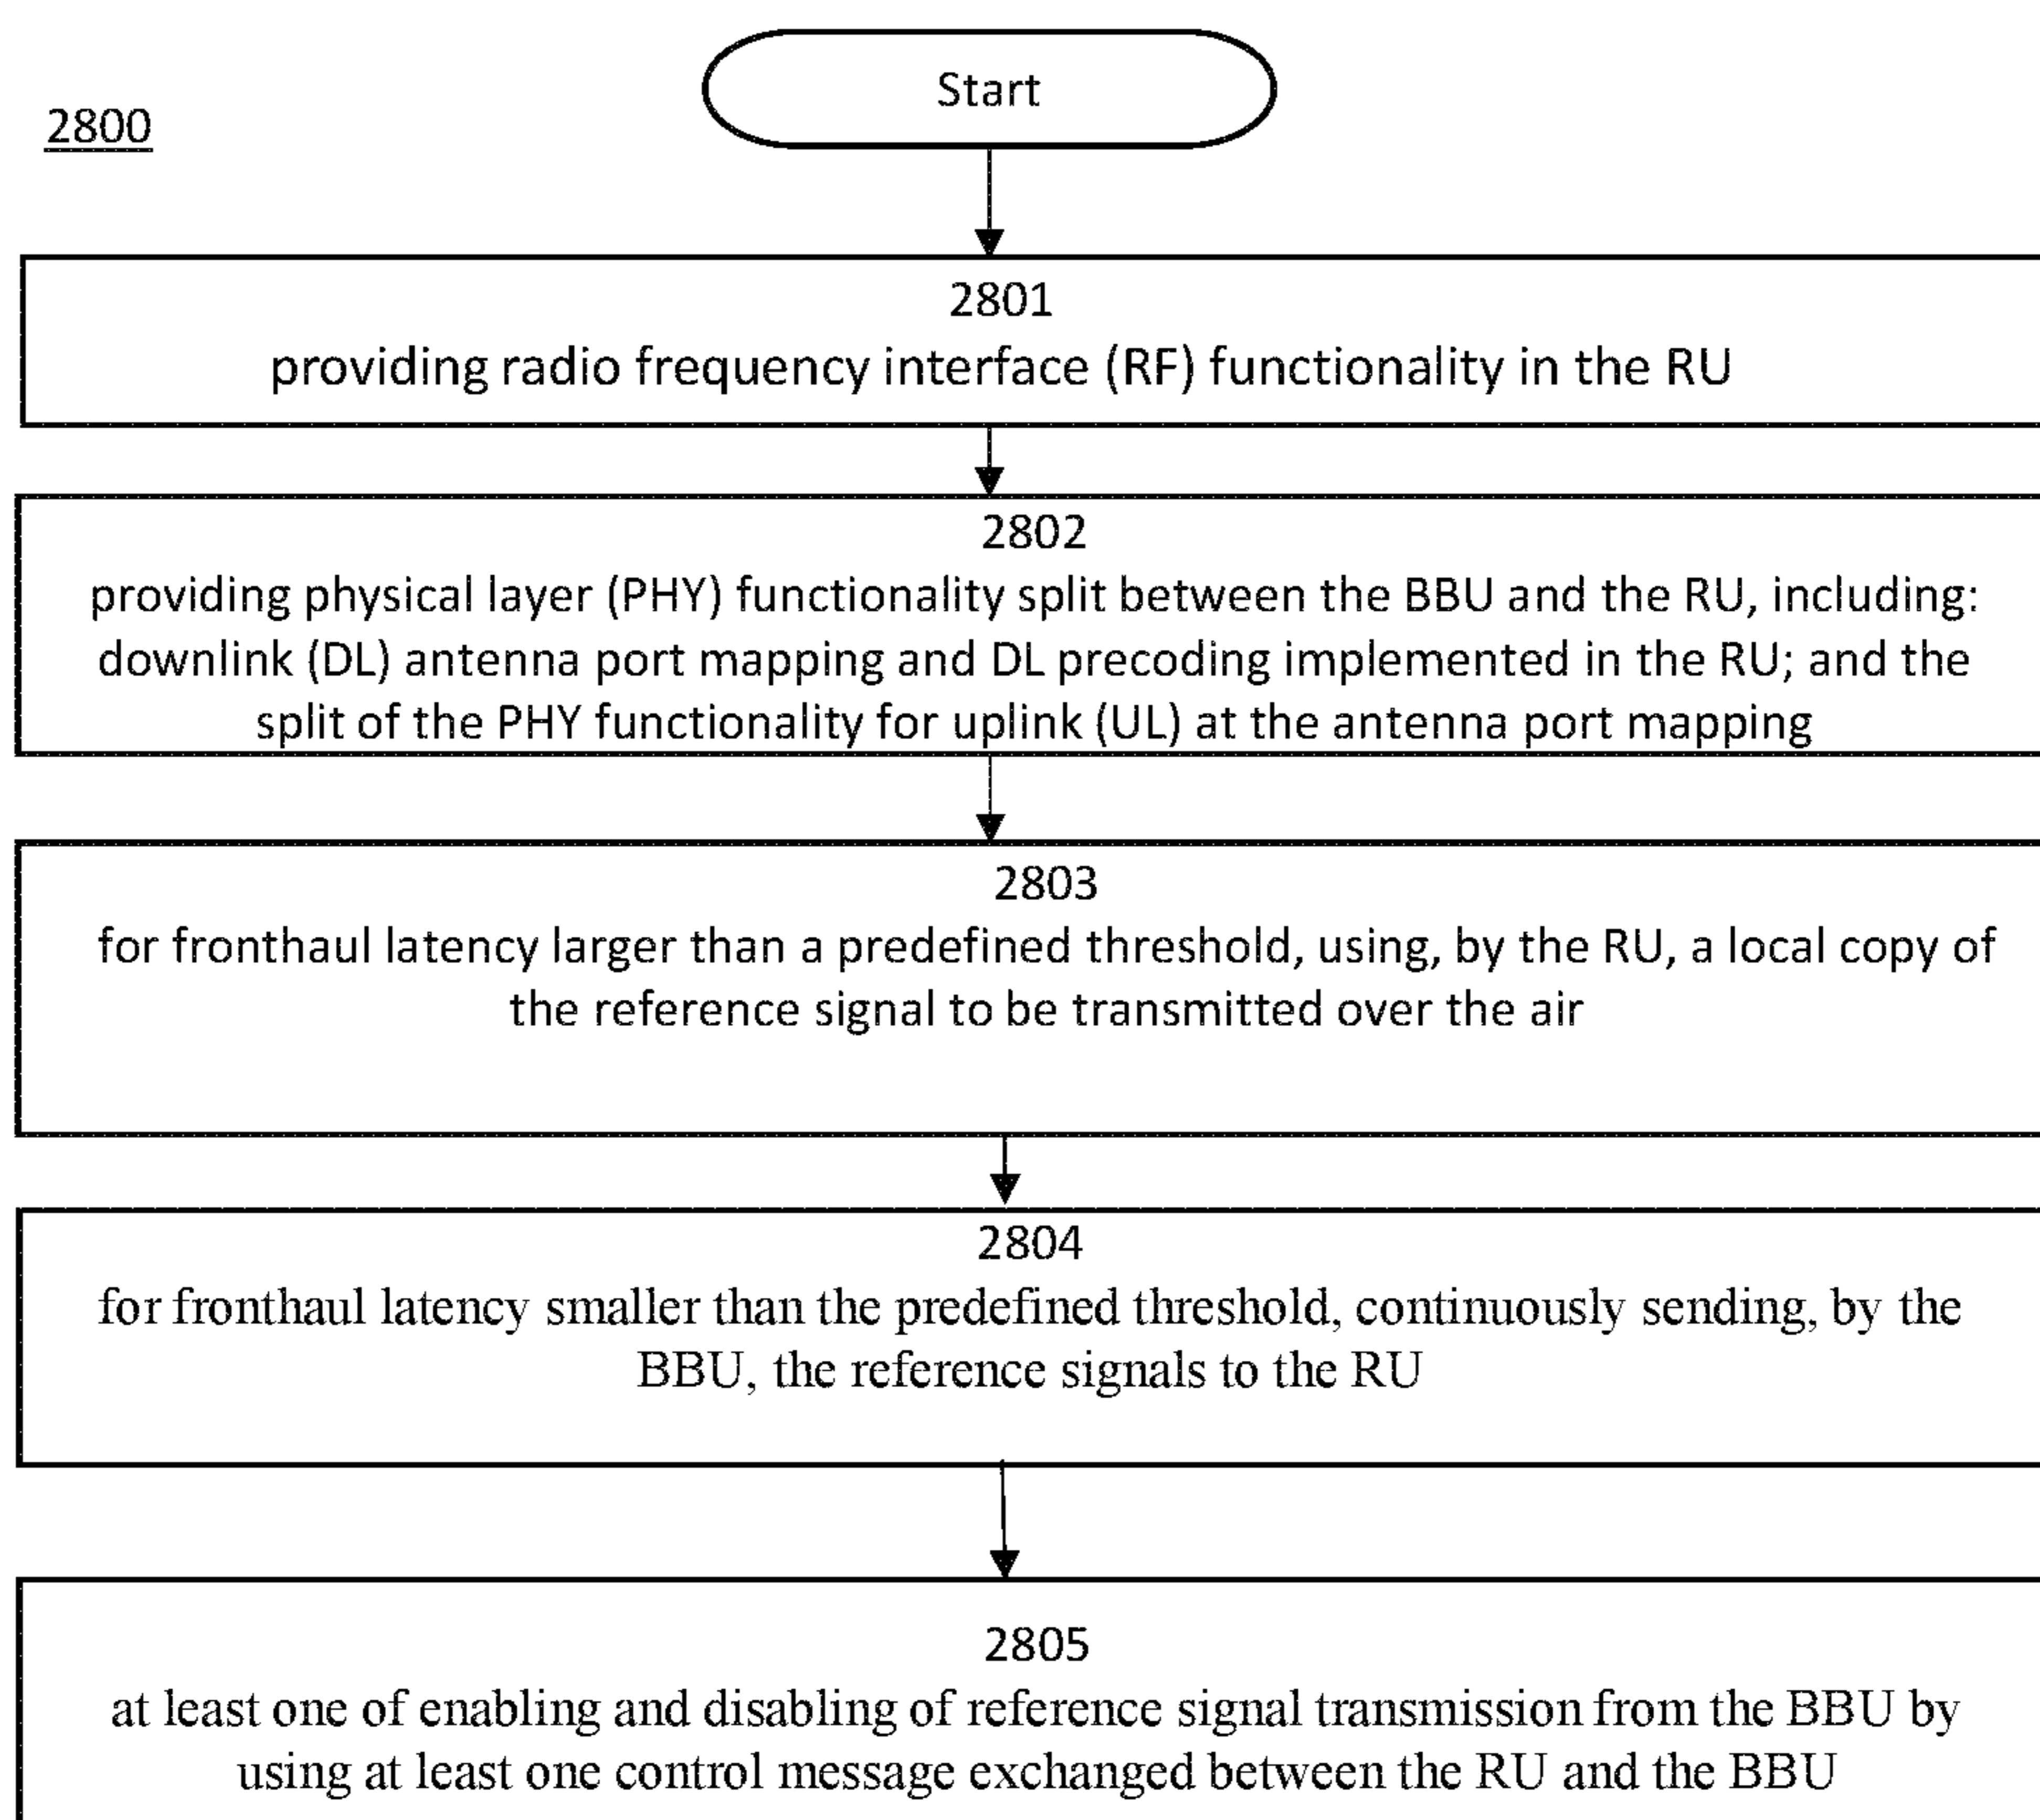 Start
2800
2801
providing radio frequency interface (RF) functionality in the RU
2802
providing physical layer (PHY) functionality split between the BBU and the RU, including:
downlink (DL) antenna port mapping and DL precoding implemented in the RU; and the
split of the PHY functionality for uplink (UL) at the antenna port mapping
2803
for fronthaul latency larger than a predefined threshold, using, by the RU, a local copy of
the reference signal to be transmitted over the air
2804
for fronthaul latency smaller than the predefined threshold, continuously sending, by the
BBU, the reference signals to the RU
2805
at least one of enabling and disabling of reference signal transmission from the BBU by
using at least one control message exchanged between the RU and the BBU